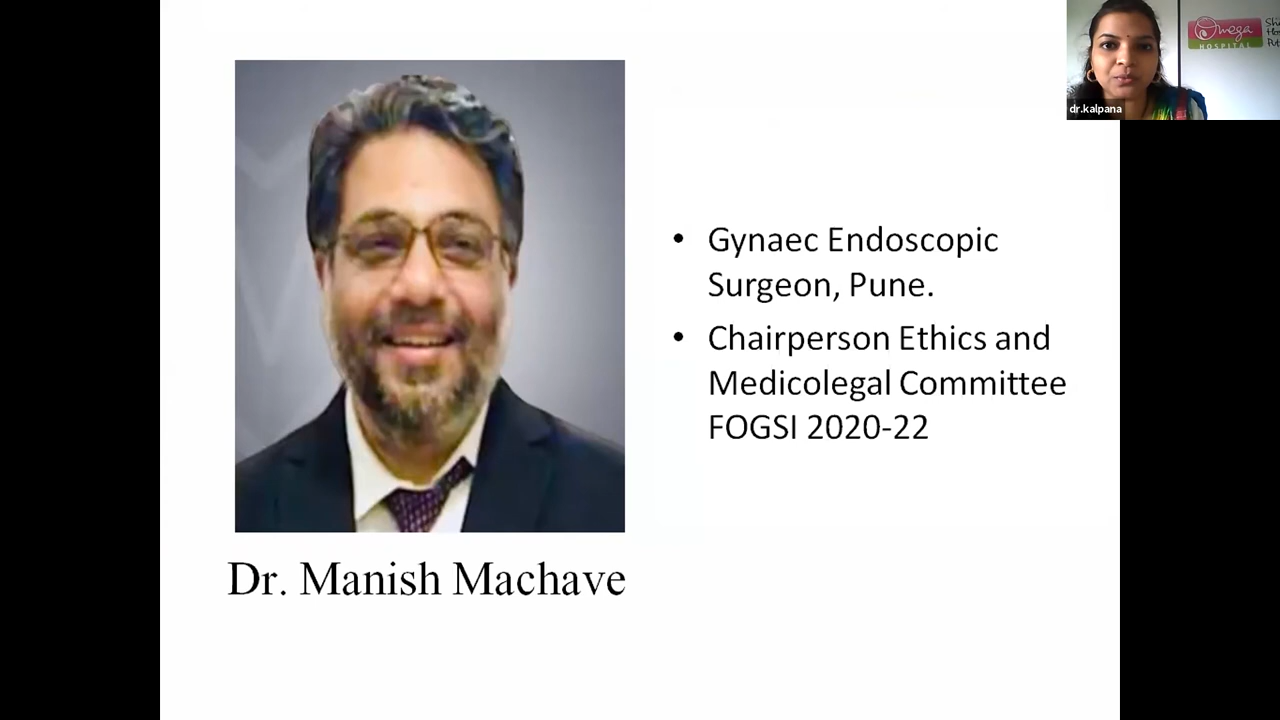 Omega
HOSPITAL
dr.kalpana
• Gynaec Endoscopic
Surgeon, Pune.
• Chairperson Ethics and
Medicolegal Committee
FOGSI 2020-22
Dr. Manish Machave